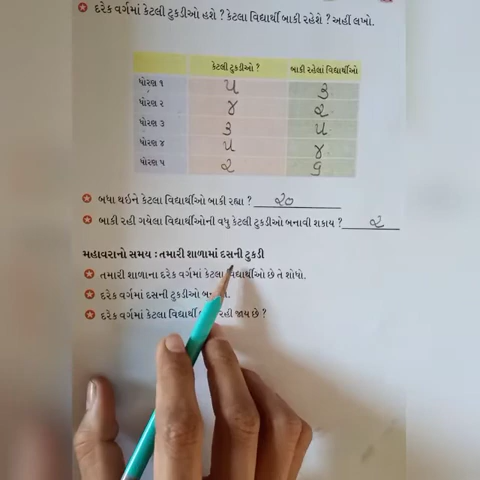 દરેક વર્ગમાં કેટલી ટુકડીઓ હશે ? કેટલા વિદ્યાર્થી બાકી રહેશે ? અહીં લખો.
કેટલી ટુકડીઓ ? બાકી રહેલાં વિદ્યાર્થીઓ
ધોરણ ૧ ૫ ૩
ધોરણ ૨ ૪ ૨
ધોરણ ૩ ૩ ૫
ધોરણ ૪ ૫ ૪
ધોરણ ૫ ૨ ૬
બધા થઇને કેટલા વિદ્યાર્થીઓ બાકી રહ્યા ? ૨૦
બાકી રહી ગયેલા વિદ્યાર્થીઓની વધુ કેટલી ટુકડીઓ બનાવી શકાય ? ૨
મહાવરાનો સમય : તમારી શાળામાં દસની ટુકડી
તમારી શાળાના દરેક વર્ગમાં કેટલા વિદ્યાર્થીઓ છે તે શોધો.
દરેક વર્ગમાં દસની ટુકડીઓ
દરેક વર્ગમાં કેટલા વિદ્યાર્થી રહી જાય છે ?